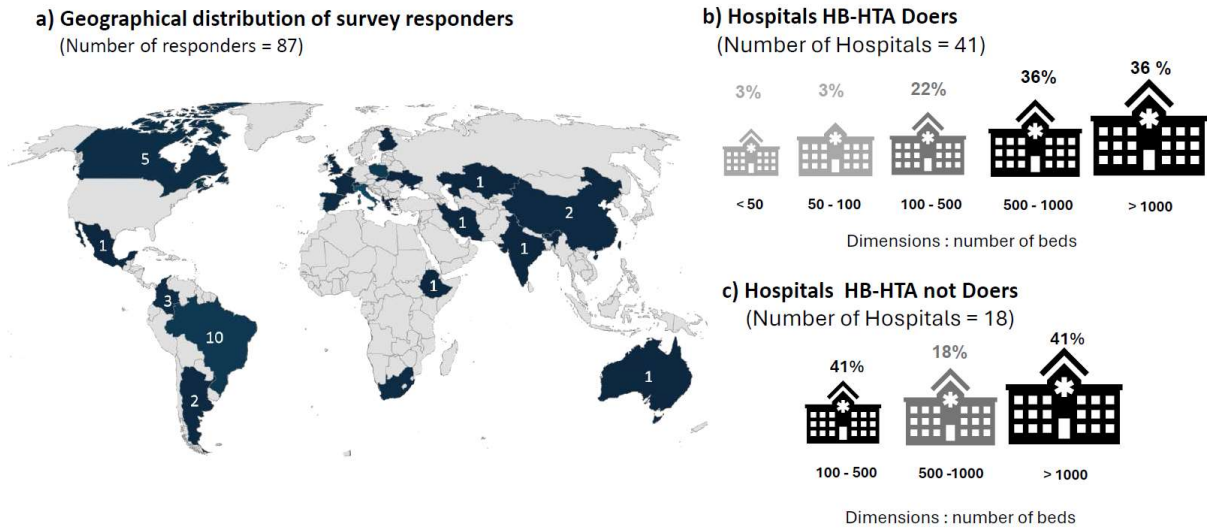 a) Geographical distribution of survey responders
(Number of responders = 87)
5
1
3
10
2
1
1
1
1
2
1
b) Hospitals HB-HTA Doers
(Number of Hospitals = 41)
3%
3%
22%
36%
36 %
< 50
50 - 100
100 - 500
500 - 1000
> 1000
Dimensions : number of beds
c) Hospitals HB-HTA not Doers
(Number of Hospitals = 18)
41%
18%
41%
100 - 500
500 -1000
> 1000
Dimensions : number of beds